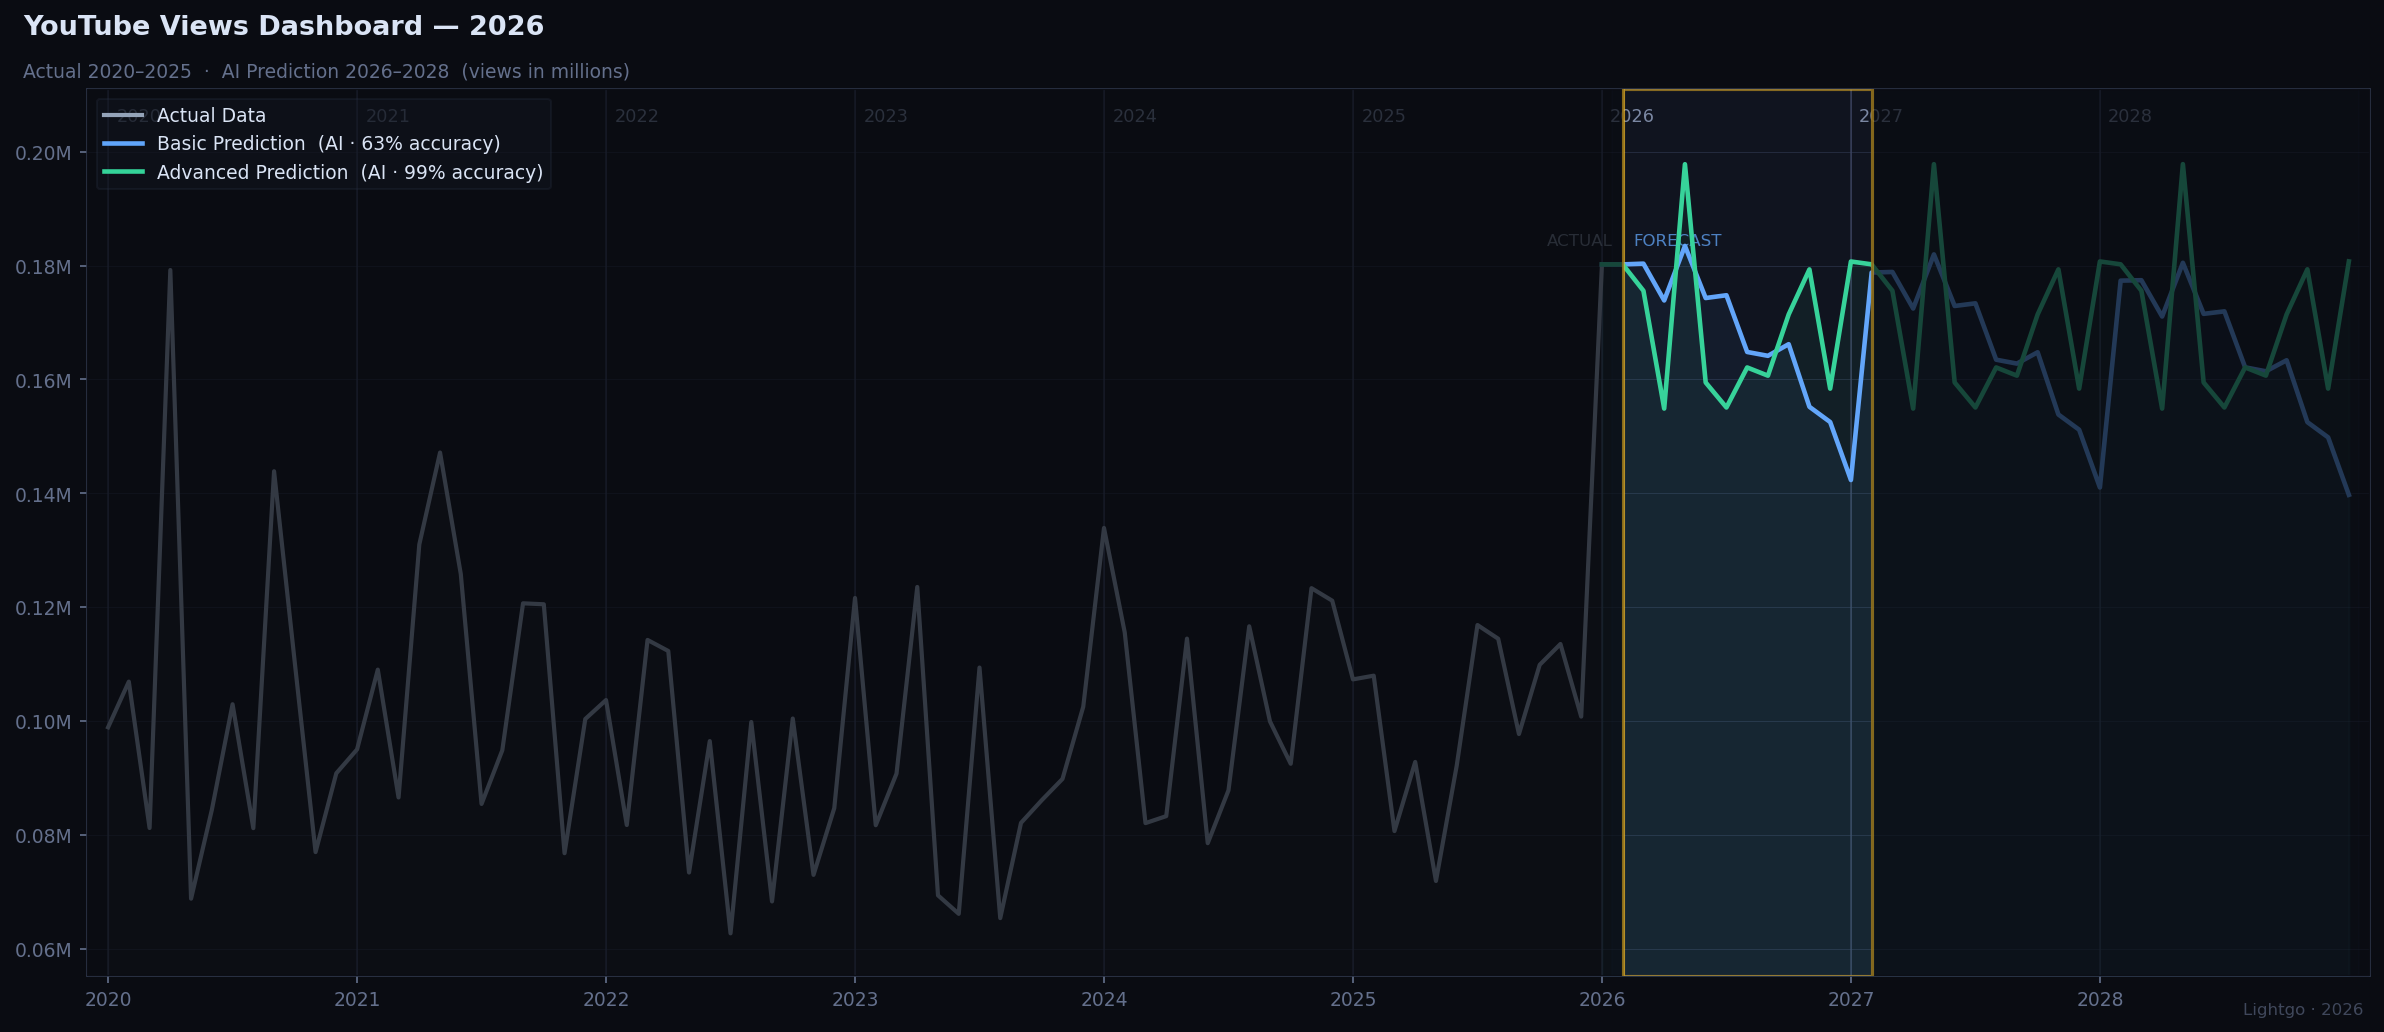 YouTube Views Dashboard — 2026
Actual 2020–2025 · AI Prediction 2026–2028 (views in millions)
2020 2021 2022 2023 2024 2025 2026 2027 2028
Actual Data
Basic Prediction (AI · 63% accuracy)
Advanced Prediction (AI · 99% accuracy)
0.20M
ACTUAL FORECAST
0.18M
0.16M
0.14M
0.12M
0.10M
0.08M
0.06M
2020 2021 2022 2023 2024 2025 2026 2027 2028
Lightgo · 2026